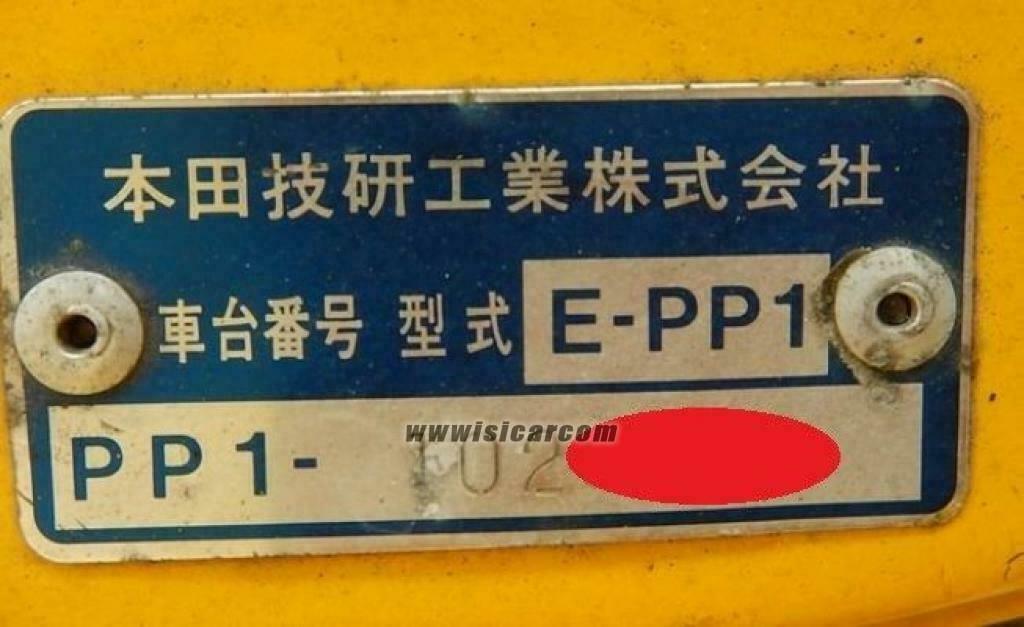 本田技研工業株式会社
車台番号 型式 E-PP1
wwwisicarcom
PP1- 102